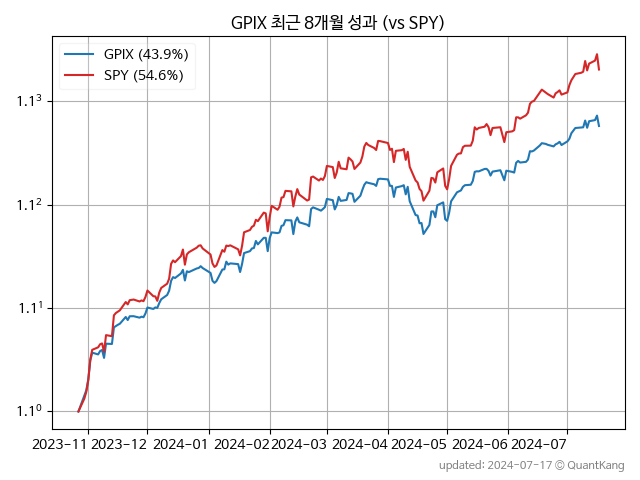 GPIX 최근 8개월 성과 (vs SPY)
GPIX (43.9%)
SPY (54.6%)
1.1³
1.1²
1.1¹
1.1⁰
2023-11 2023-12 2024-01 2024-02 2024-03 2024-04 2024-05 2024-06 2024-07
updated: 2024-07-17 © QuantKang